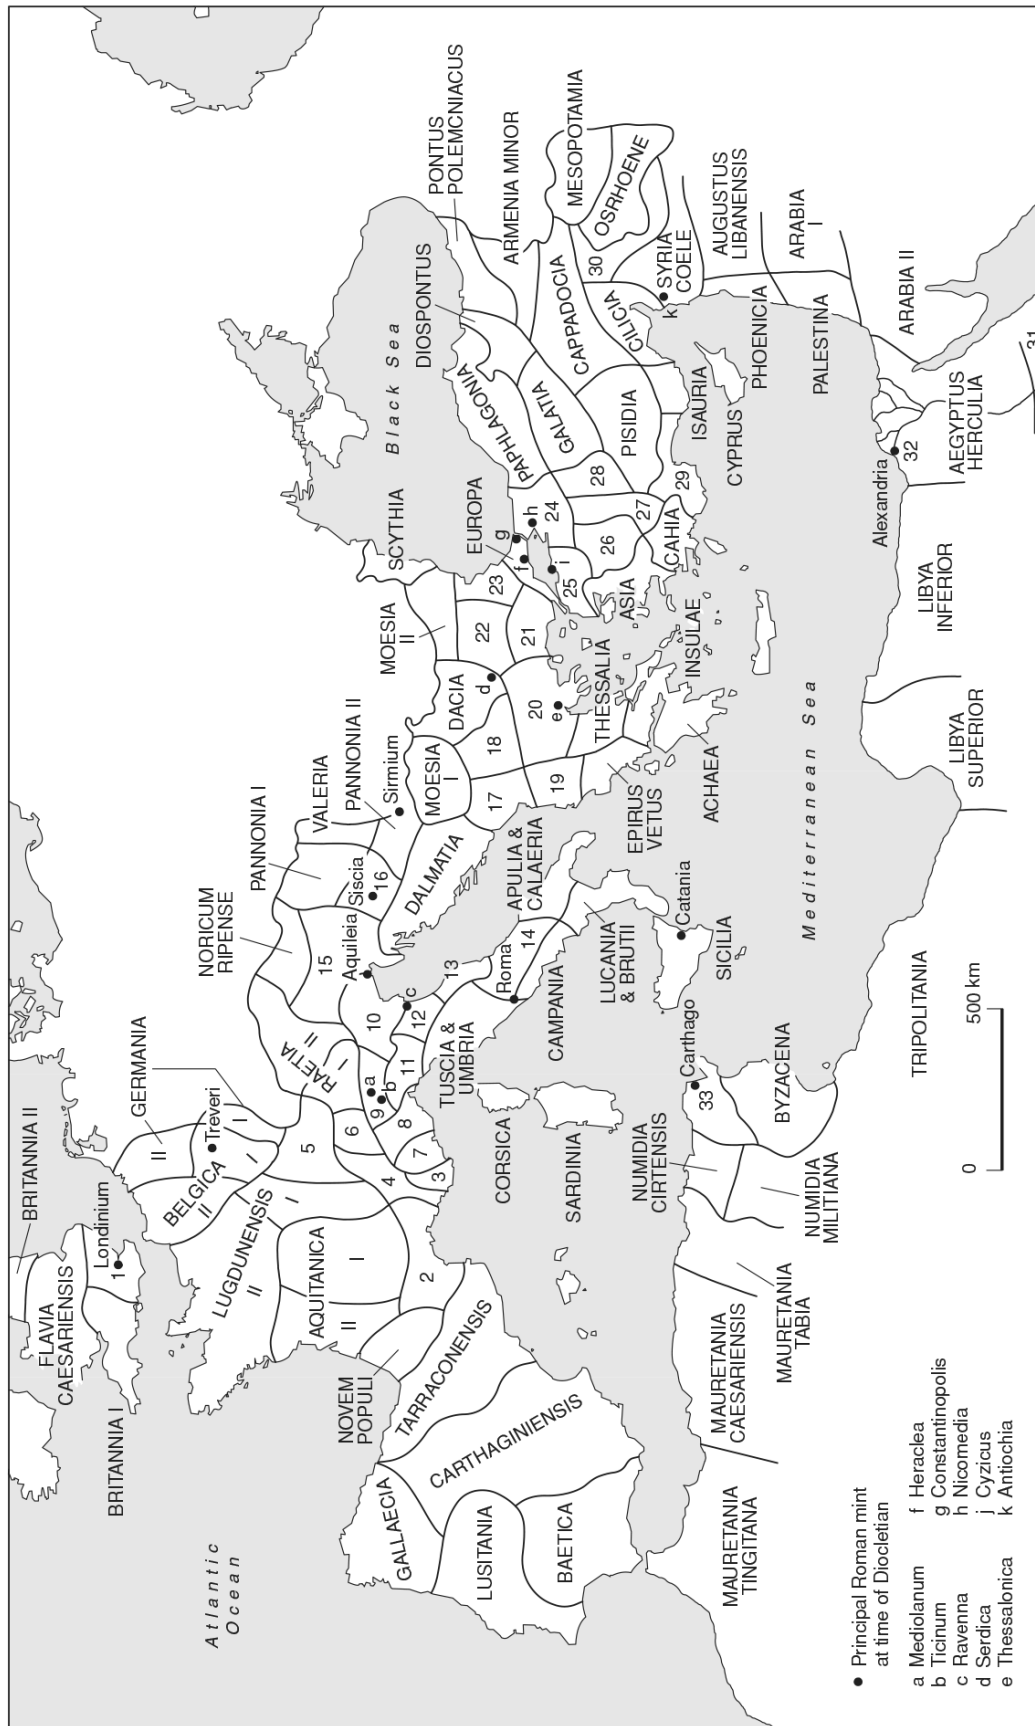 BRITANNIA II
FLAVIA
CAESARIENSIS
Londinium
1
BRITANNIA I
GERMANIA
II
Treveri
I
BELGICA
I
II
LUGDUNENSIS
I
II
Atlantic
Ocean
AQUITANICA
I
II
NOVEM
POPULI
2
3
4
5
6
7
8
9
a
b
10
11
12
c
13
14
15
RAETIA
I
II
NORICUM
RIPENSE
PANNONIA I
VALERIA
PANNONIA II
Sirmium
Siscia
16
Aquileia
DALMATIA
MOESIA
I
17
18
19
DACIA
d
MOESIA
II
SCYTHIA
20
e
21
22
23
EUROPA
f
g
h
i
Black Sea
DIOSPONTUS
PONTUS
POLEMCNIACUS
ARMENIA MINOR
PAPHLAGONIA
GALATIA
CAPPADOCIA
MESOPOTAMIA
OSRHOENE
24
25
26
27
28
29
30
PISIDIA
CILICIA
ASIA
CAHIA
ISAURIA
CYPRUS
k
SYRIA
COELE
AUGUSTUS
LIBANENSIS
PHOENICIA
ARABIA
I
PALESTINA
ARABIA II
THESSALIA
INSULAE
EPIRUS
VETUS
ACHAEA
APULIA &
CALAERIA
LUCANIA
& BRUTII
Roma
CAMPANIA
TUSCIA &
UMBRIA
CORSICA
SARDINIA
Catania
SICILIA
Mediterranean Sea
GALLAECIA
TARRACONENSIS
CARTHAGINIENSIS
LUSITANIA
BAETICA
MAURETANIA
TINGITANA
MAURETANIA
CAESARIENSIS
MAURETANIA
TABIA
NUMIDIA
CIRTENSIS
NUMIDIA
MILITIANA
Carthago
33
BYZACENA
TRIPOLITANIA
LIBYA
SUPERIOR
LIBYA
INFERIOR
Alexandria
32
AEGYPTUS
HERCULIA
31
0
500 km
Principal Roman mint
at time of Diocletian
a Mediolanum
b Ticinum
c Ravenna
d Serdica
e Thessalonica
f Heraclea
g Constantinopolis
h Nicomedia
j Cyzicus
k Antiochia